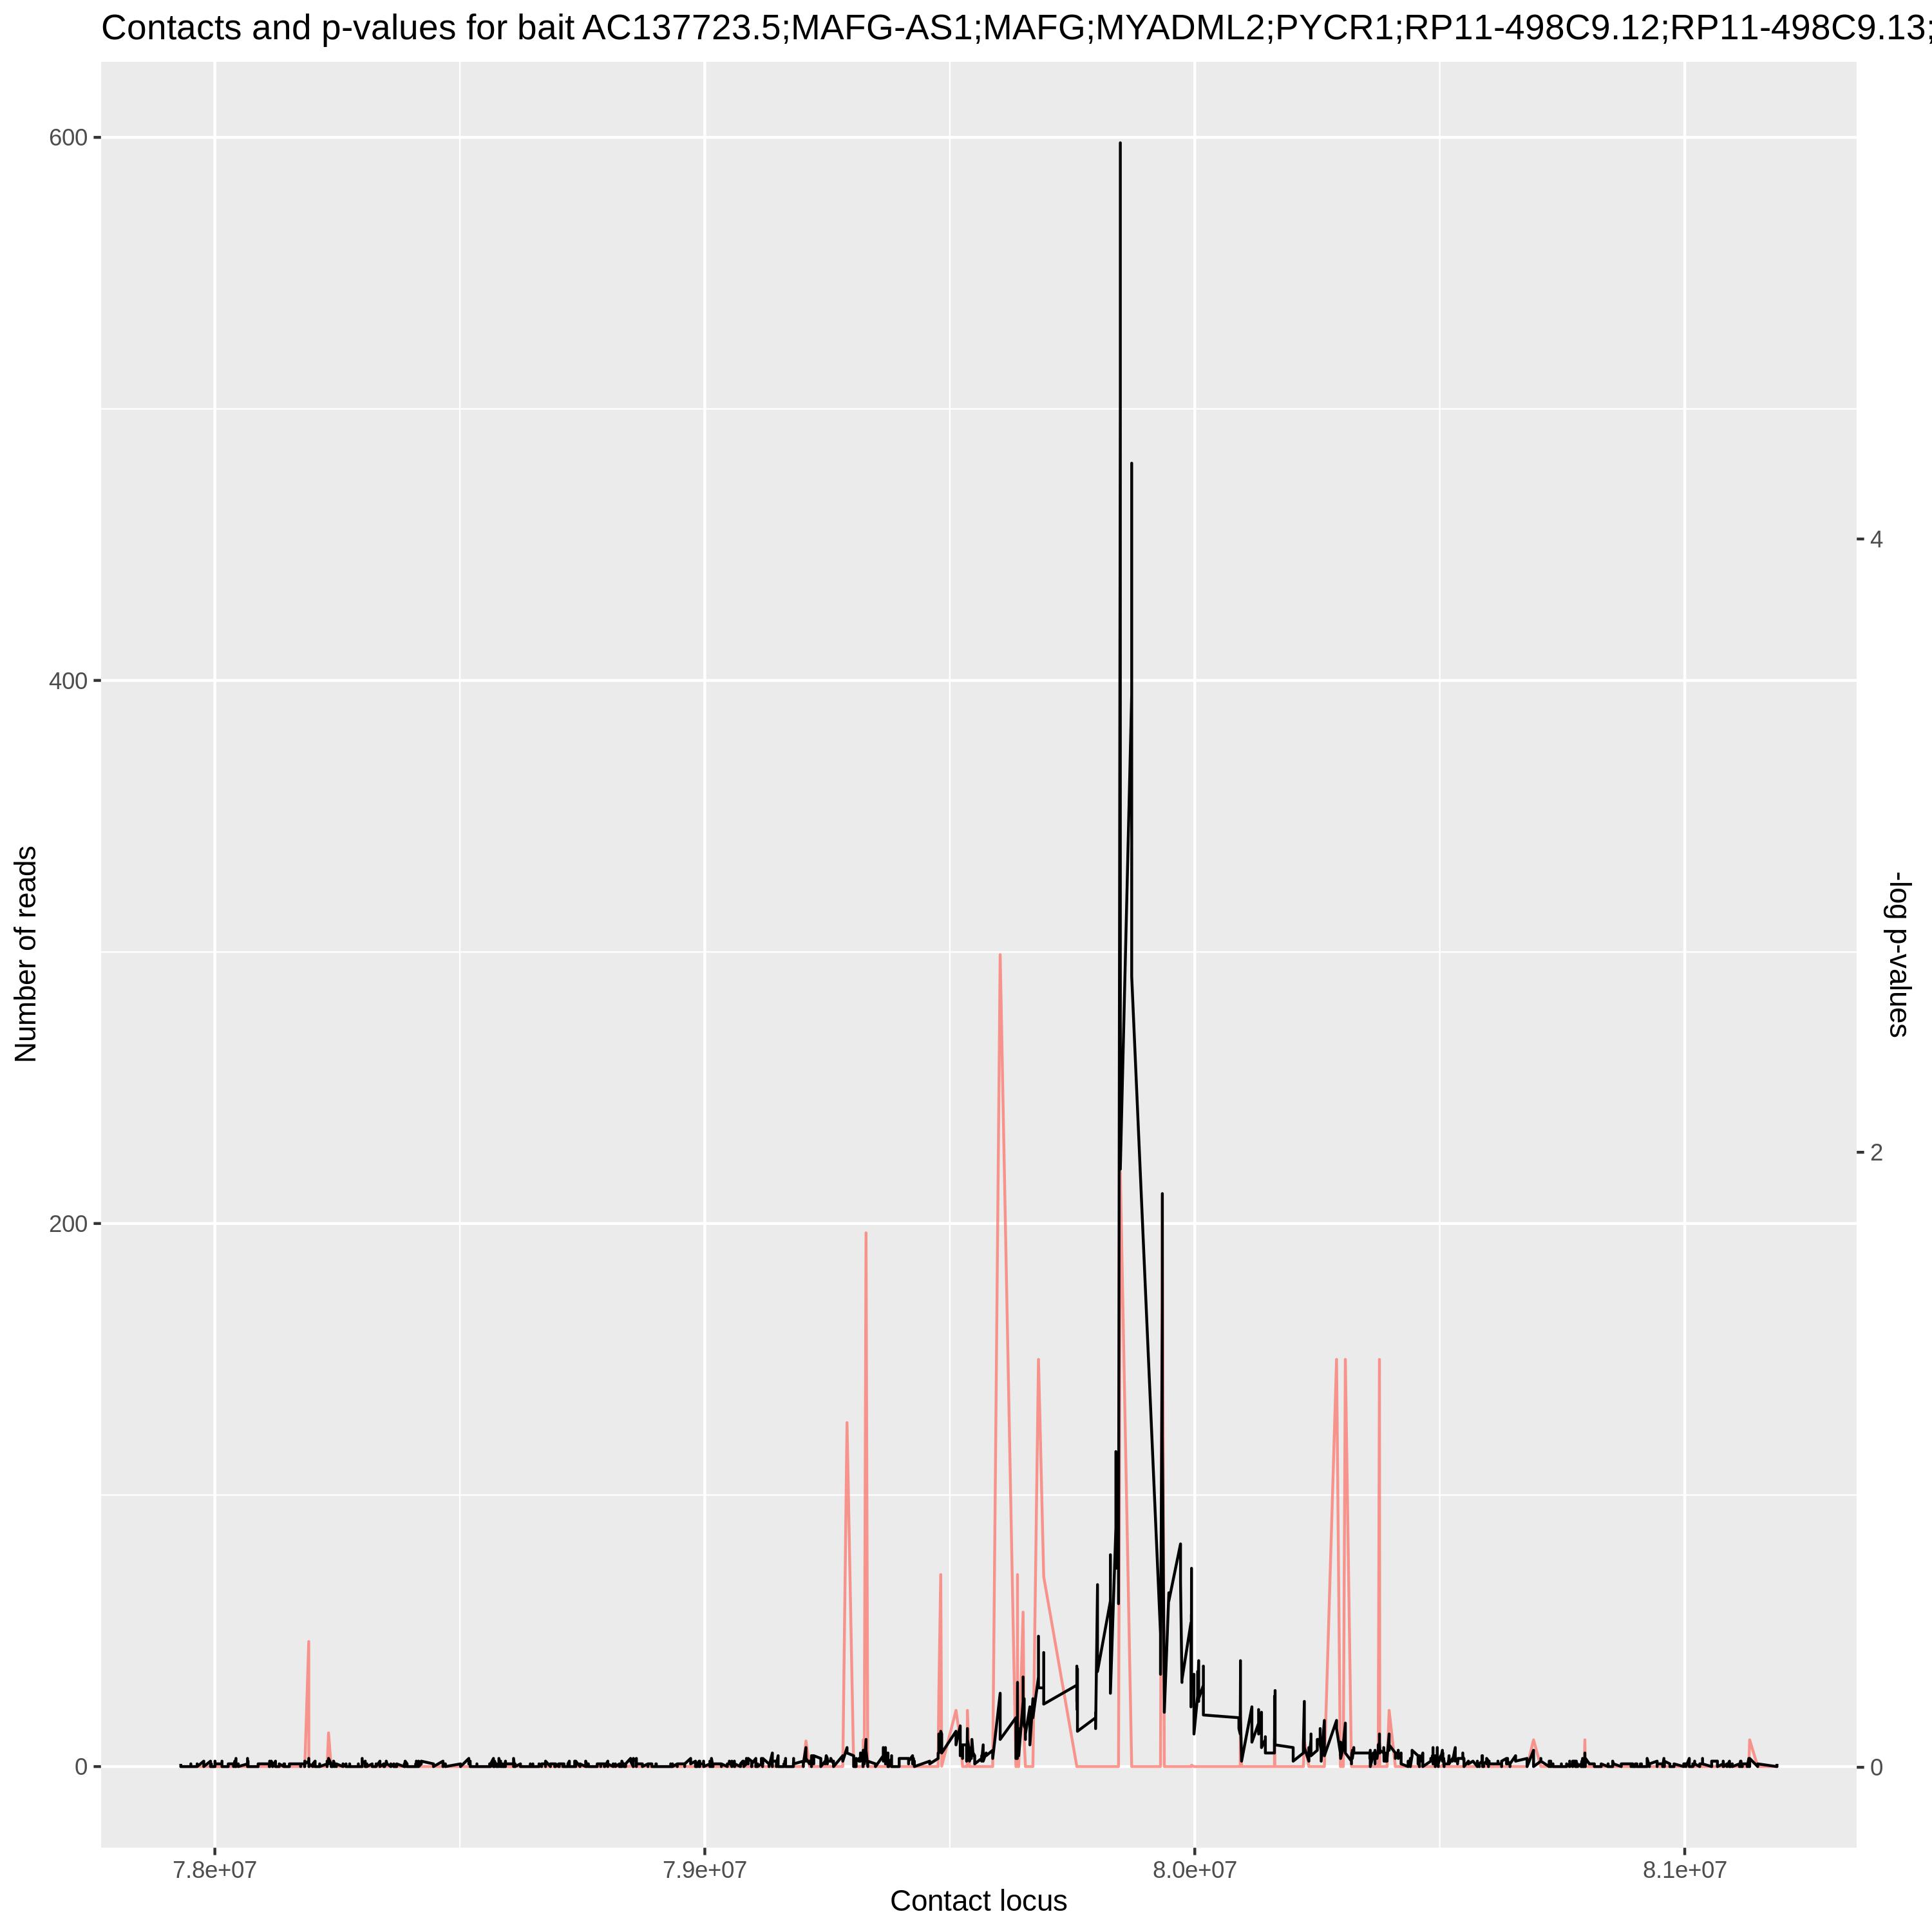 Contacts and p-values for bait AC137723.5;MAFG-AS1;MAFG;MYADML2;PYCR1;RP11-498C9.12;RP11-498C9.13;
600
400
200
0
Number of reads
4
2
0
-log p-values
7.8e+07
7.9e+07
8.0e+07
8.1e+07
Contact locus